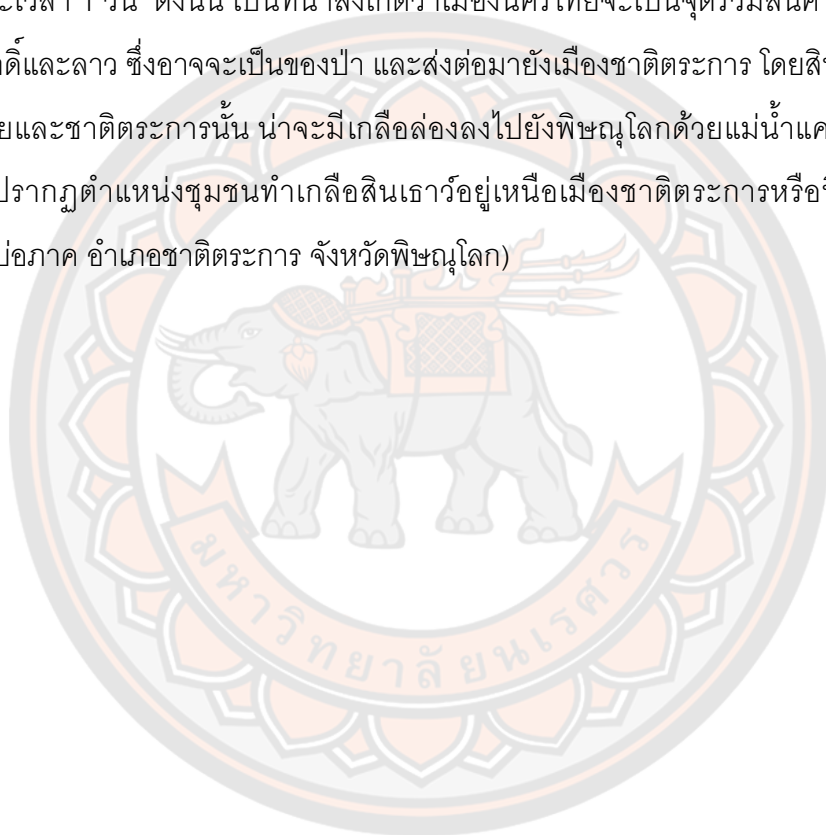 ะเวลา 1 วัน ดังนั้น เป็นที่น่าสังเกตว่าเมืองนครไทยจะเป็นจุดรวมสินค้
าดิ์และลาว ซึ่งอาจจะเป็นของป่า และส่งต่อมายังเมืองชาติตระการ โดยสิ
ยและชาติตระการนั้น น่าจะมีเกลือล่องลงไปยังพิษณุโลกด้วยแม่น้ำแค
ปรากฏตำแหน่งชุมชนทำเกลือสินเธาว์อยู่เหนือเมืองชาติตระการหรือ
บ่อภาค อำเภอชาติตระการ จังหวัดพิษณุโลก)
มหาวิทยาลัยนเรศวร